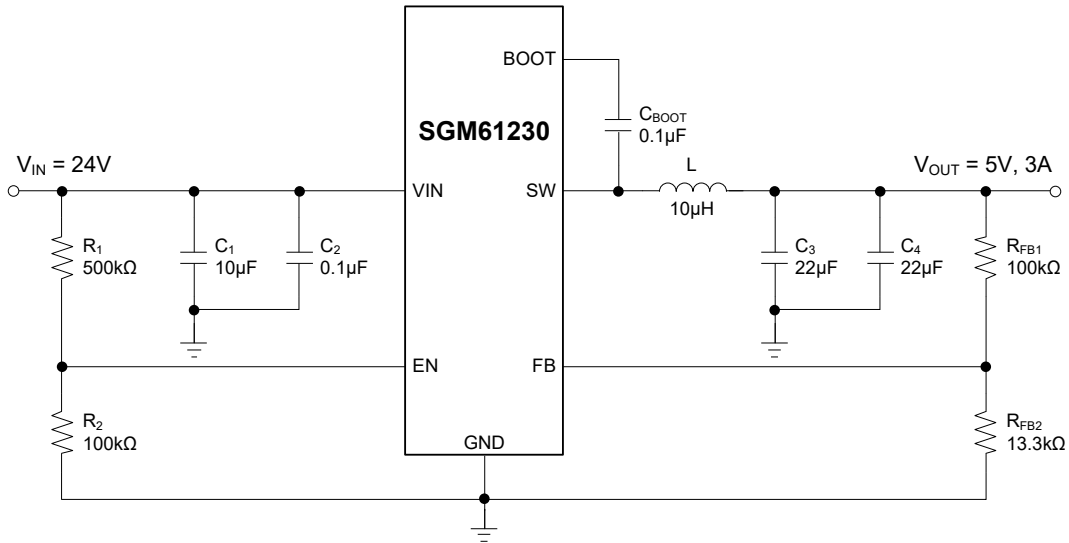 BOOT
SGM61230
C_BOOT
0.1µF
V_IN = 24V
V_OUT = 5V, 3A
VIN
SW
L
10µH
R_1
500kΩ
C_1
10µF
C_2
0.1µF
C_3
22µF
C_4
22µF
R_FB1
100kΩ
EN
FB
R_2
100kΩ
GND
R_FB2
13.3kΩ